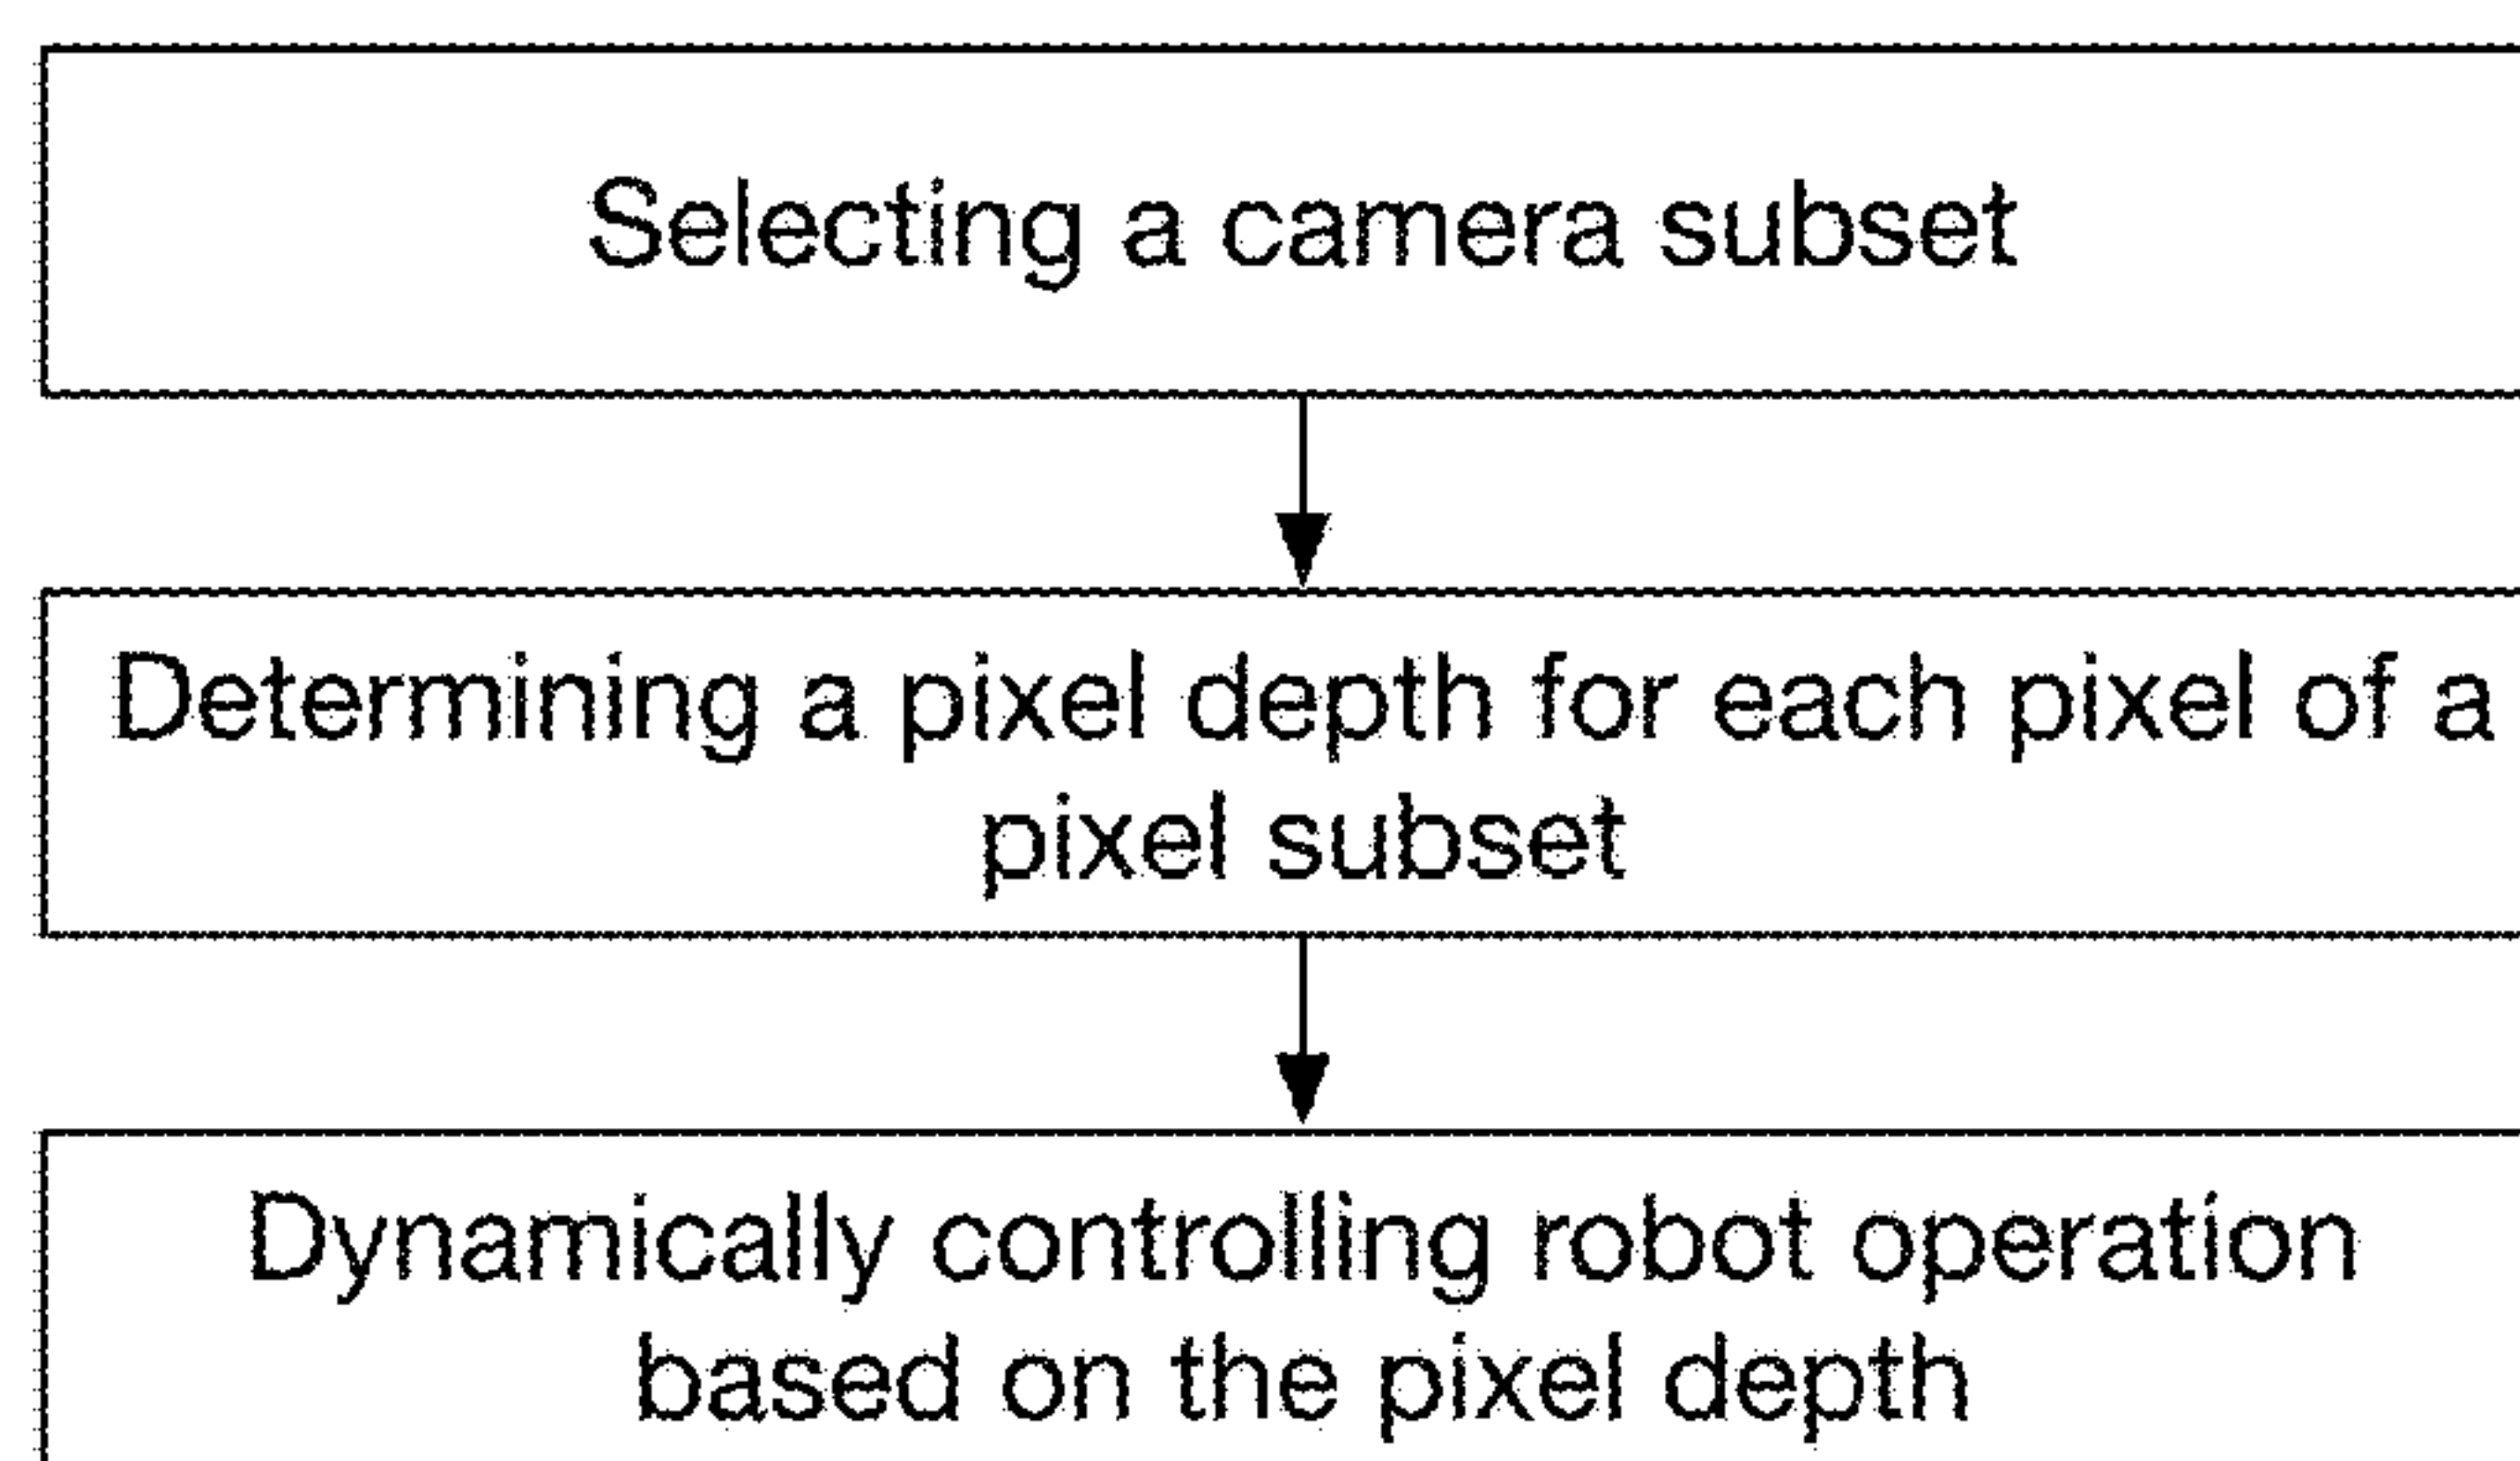 Selecting a camera subset
Determining a pixel depth for each pixel of a
pixel subset
Dynamically controlling robot operation
based on the pixel depth